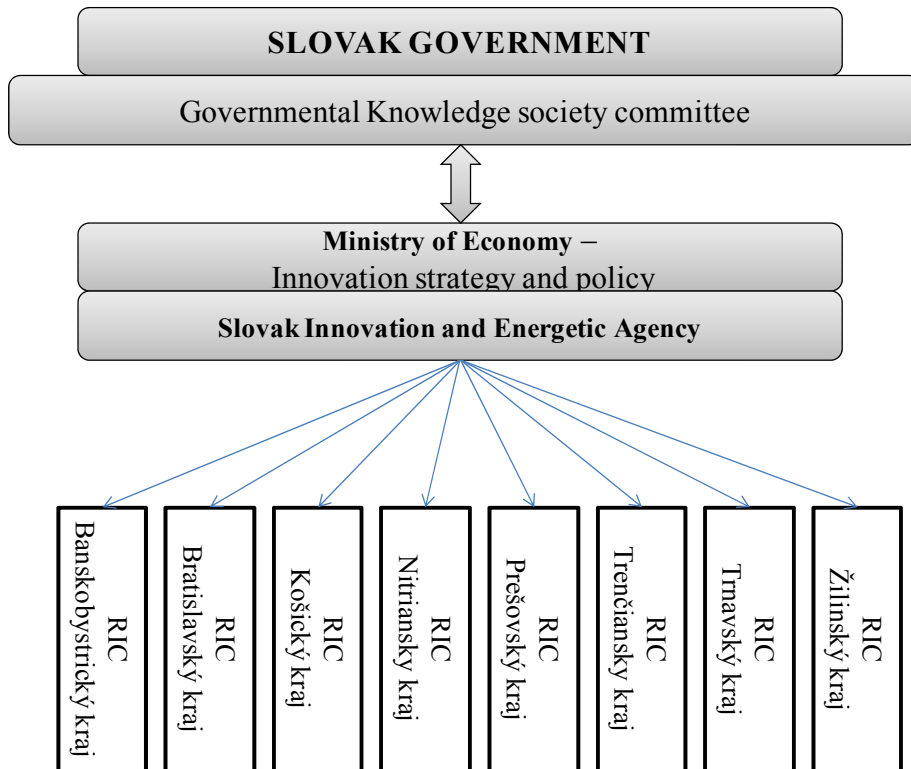 SLOVAK GOVERNMENT
Governmental Knowledge society committee
Ministry of Economy –
Innovation strategy and policy
Slovak Innovation and Energetic Agency
RIC
Banskobystrický kraj
RIC
Bratislavský kraj
RIC
Košický kraj
RIC
Nitriansky kraj
RIC
Prešovský kraj
RIC
Trenčiansky kraj
RIC
Trnavský kraj
RIC
Žilinský kraj